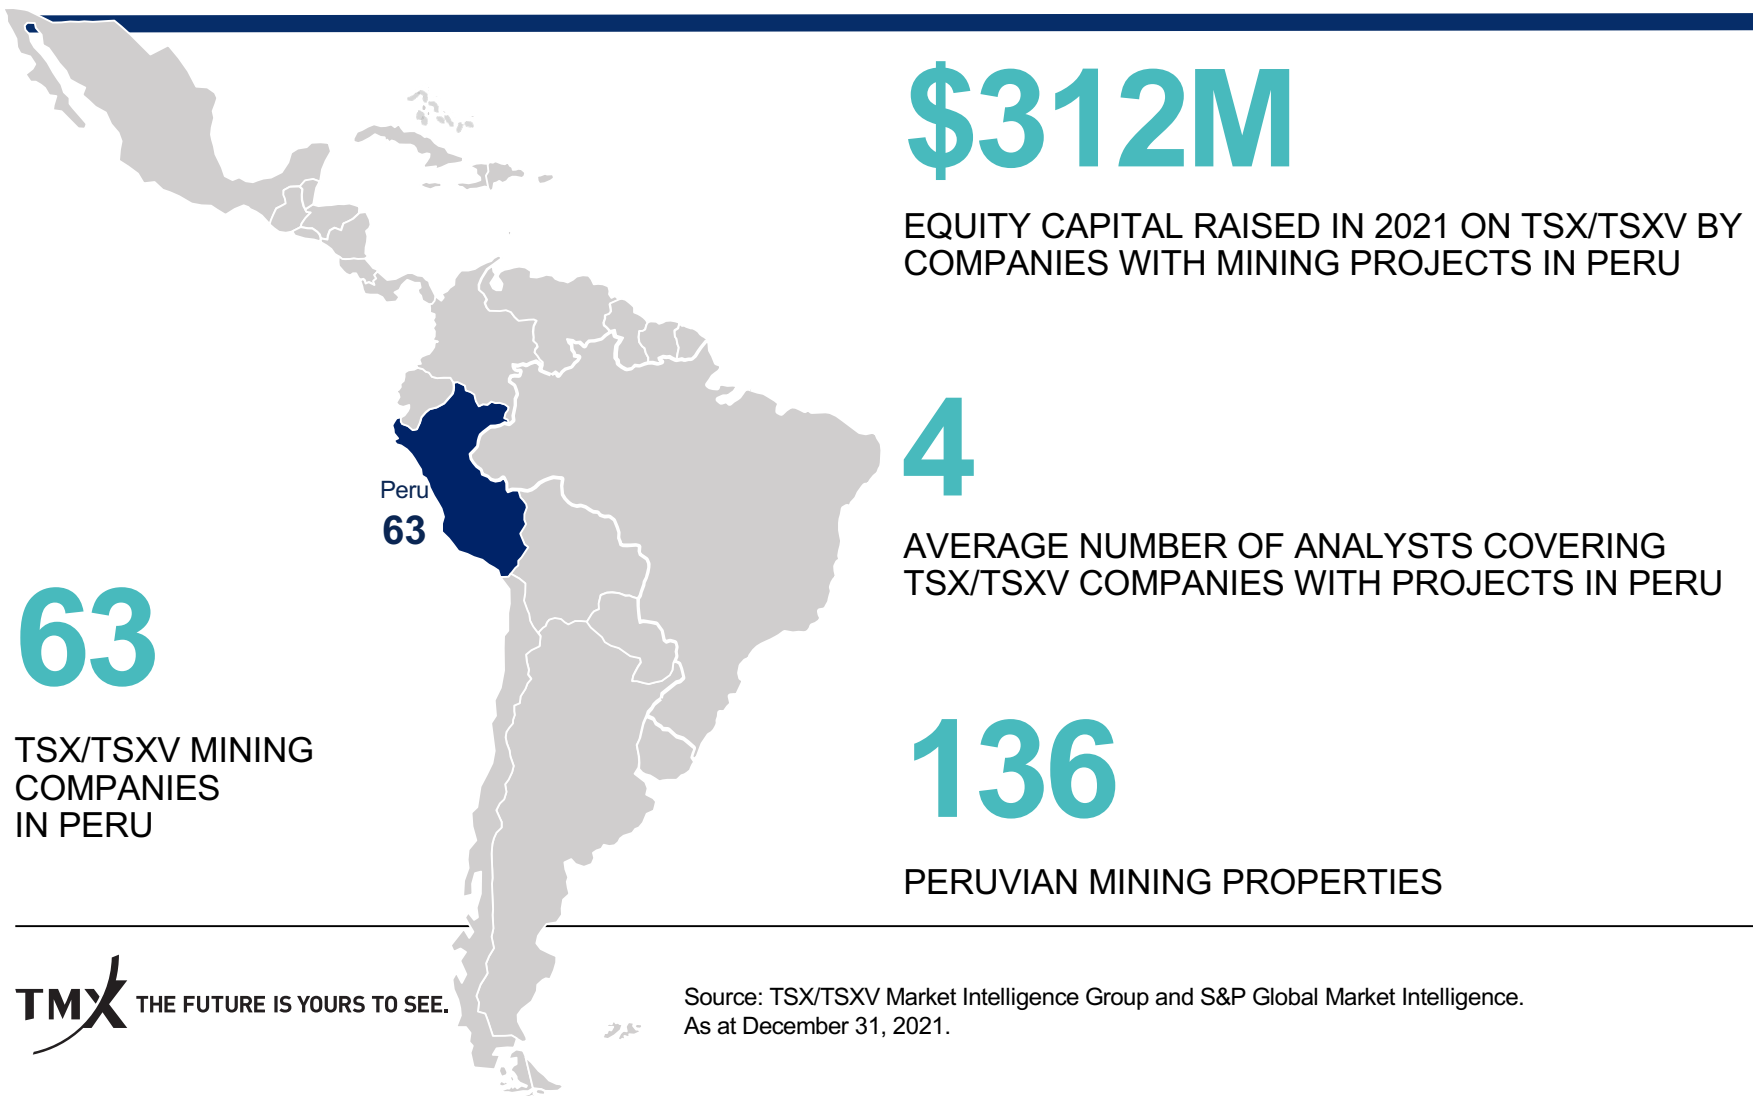 $312M
EQUITY CAPITAL RAISED IN 2021 ON TSX/TSXV BY
COMPANIES WITH MINING PROJECTS IN PERU
4
AVERAGE NUMBER OF ANALYSTS COVERING
TSX/TSXV COMPANIES WITH PROJECTS IN PERU
Peru
63
63
TSX/TSXV MINING
COMPANIES
IN PERU
136
PERUVIAN MINING PROPERTIES
TMX THE FUTURE IS YOURS TO SEE.
Source: TSX/TSXV Market Intelligence Group and S&P Global Market Intelligence.
As at December 31, 2021.